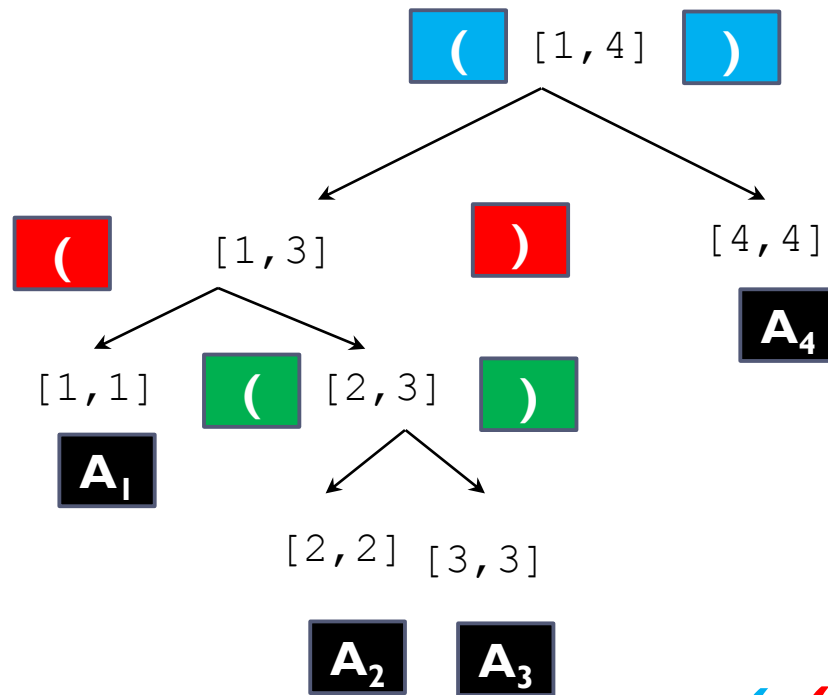 ( [1,4] )
( [1,3] ) [4,4]
A4
[1,1] ( [2,3] )
A1
[2,2] [3,3]
A2 A3
( (